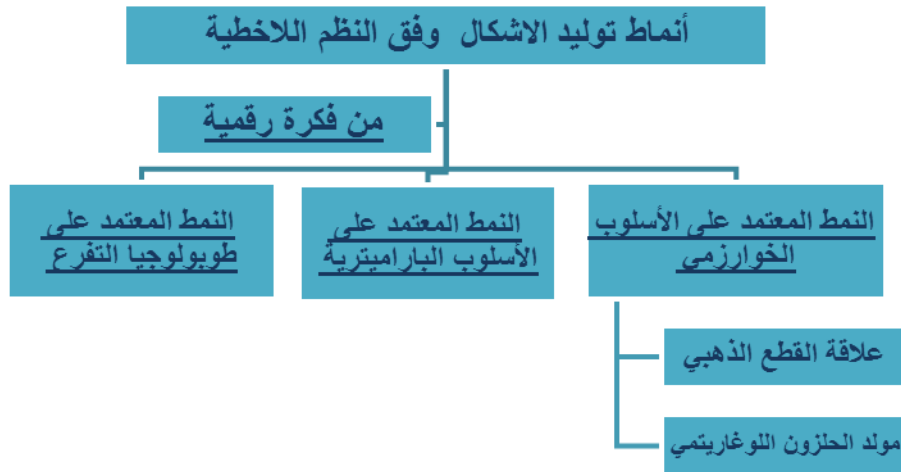 أنماط توليد الاشكال وفق النظم اللاخطية
من فكرة رقمية
النمط المعتمد على الأسلوب
الخوارزمي
النمط المعتمد على
الأسلوب الباراميترية
النمط المعتمد على
طوبولوجيا التفرع
علاقة القطع الذهبي
مولد الحلزون اللوغاريتمي